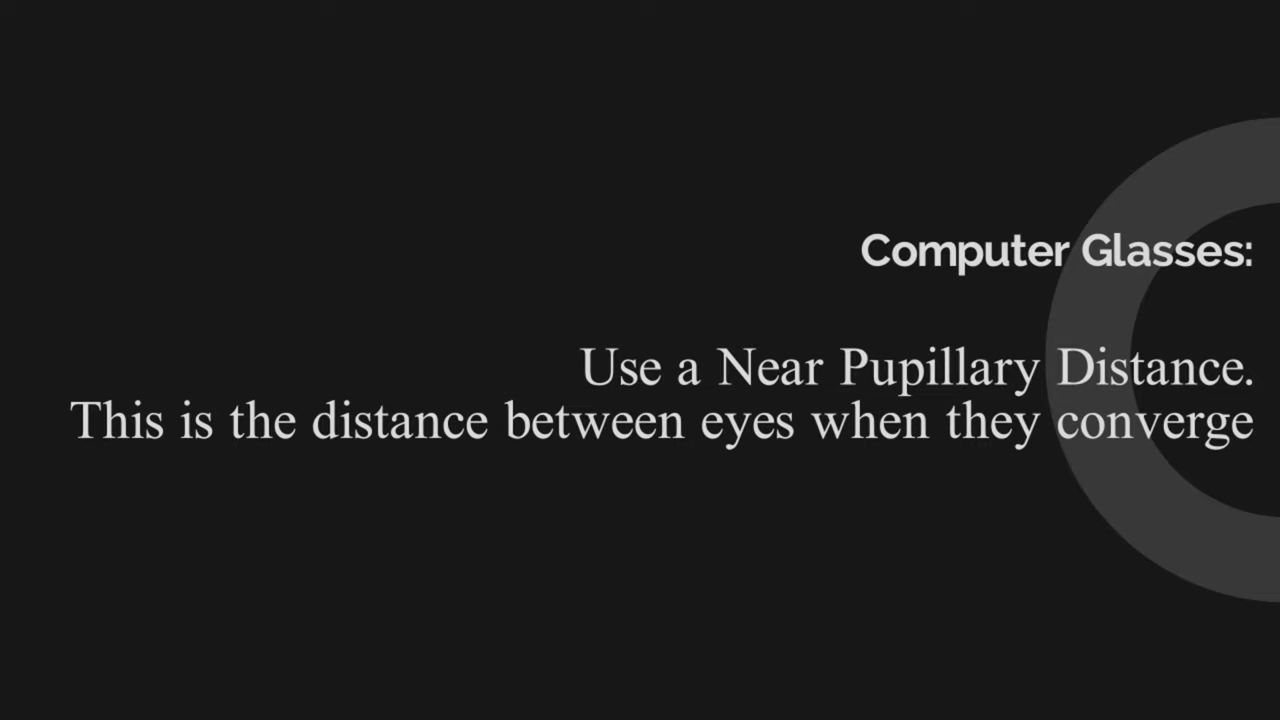 Computer Glasses:
Use a Near Pupillary Distance.
This is the distance between eyes when they converge